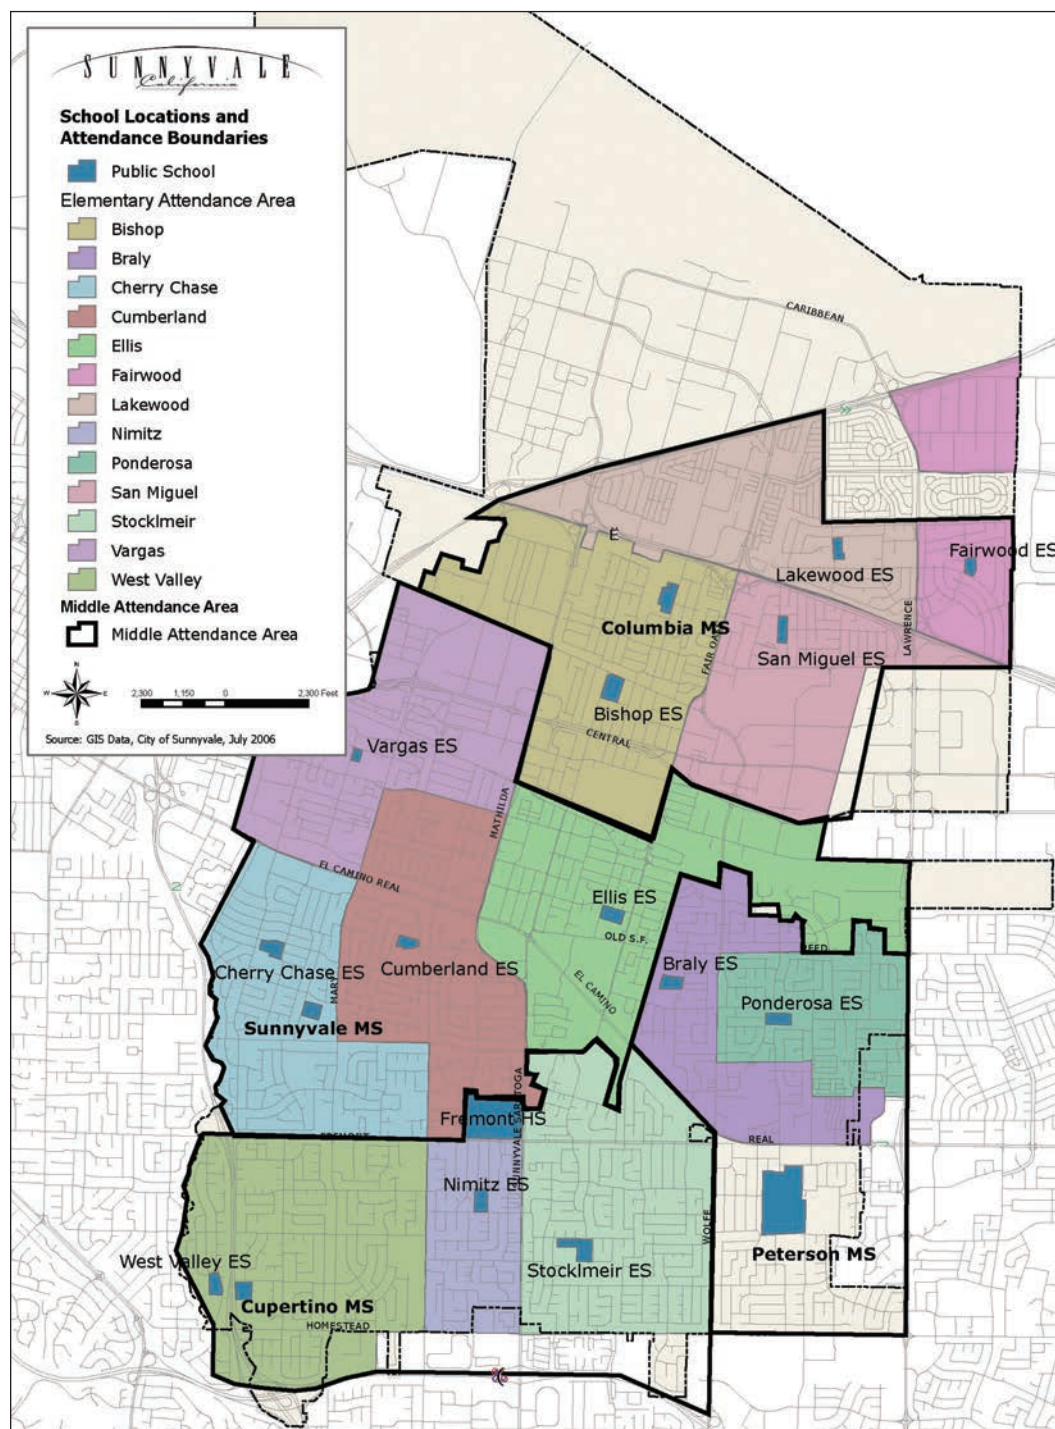 SUNNYVALE
California
School Locations and
Attendance Boundaries
Public School
Elementary Attendance Area
Bishop
Braly
Cherry Chase
Cumberland
Ellis
Fairwood
Lakewood
Nimitz
Ponderosa
San Miguel
Stocklmeir
Vargas
West Valley
Middle Attendance Area
Middle Attendance Area
N
W
E
S
2,300 1,150 0 2,300 Feet
Source: GIS Data, City of Sunnyvale, July 2006
CARIBBEAN
Fairwood ES
Lakewood ES
Columbia MS
FAIR OA
LAWRENCE
San Miguel ES
Bishop ES
CENTRAL
Vargas ES
MATHILDA
EL CAMINO REAL
Ellis ES
OLD S.F.
REED
Cherry Chase ES
Cumberland ES
MARY
EL CAMINO
Braly ES
Ponderosa ES
Sunnyvale MS
SUNNYVALE SARATOGA
Fremont HS
FREMONT
REAL
Nimitz ES
WOLFE
West Valley ES
Stocklmeir ES
Peterson MS
Cupertino MS
HOMESTEAD